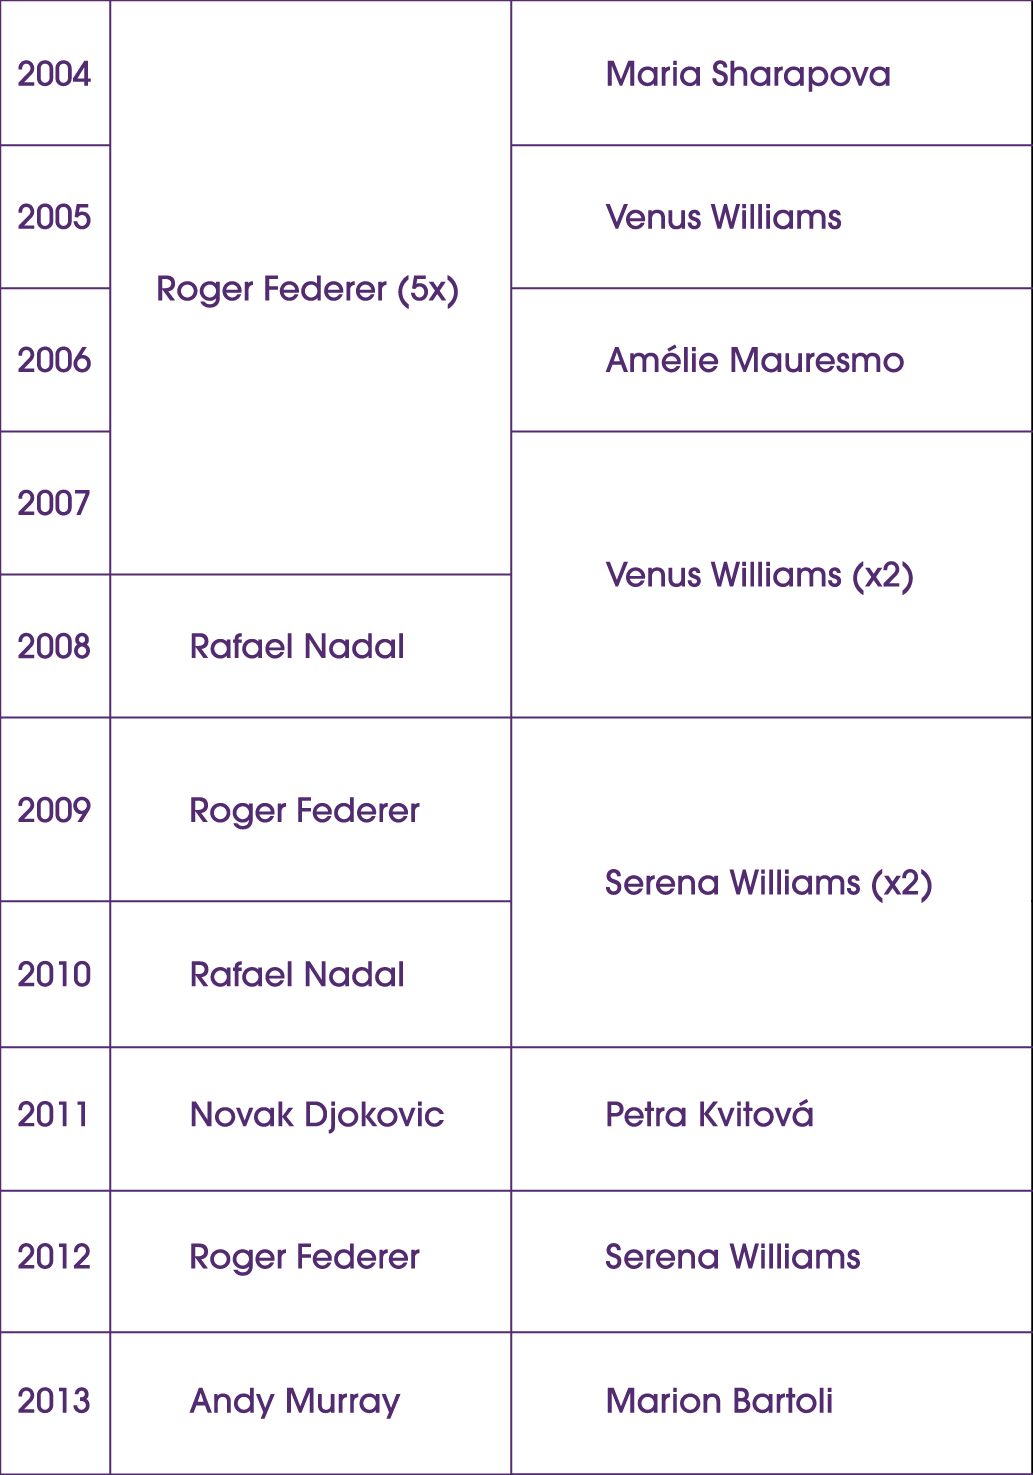 2004 Maria Sharapova
2005 Venus Williams
Roger Federer (5x)
2006 Amélie Mauresmo
2007
Venus Williams (x2)
2008 Rafael Nadal
2009 Roger Federer
Serena Williams (x2)
2010 Rafael Nadal
2011 Novak Djokovic Petra Kvitová
2012 Roger Federer Serena Williams
2013 Andy Murray Marion Bartoli